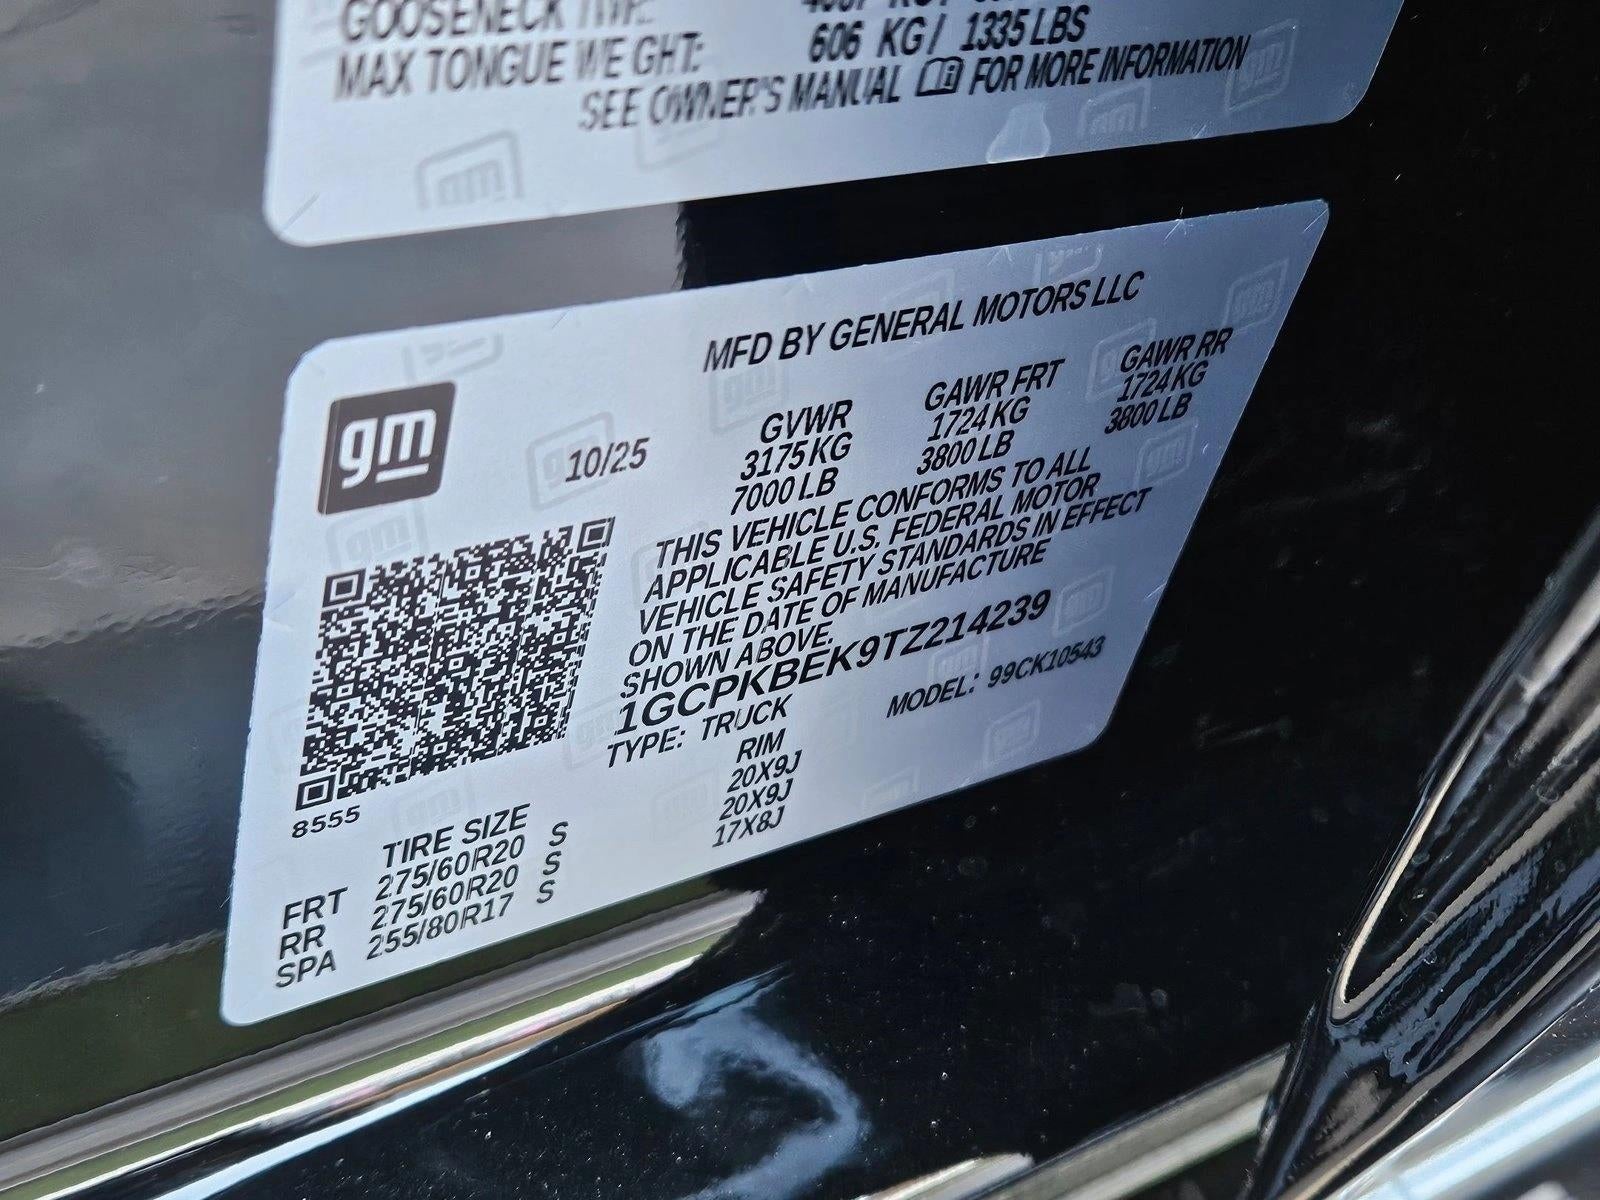 GOOSENECK
MAX TONGUE WEIGHT: 606 KG / 1335 LBS
SEE OWNER'S MANUAL FOR MORE INFORMATION
MFD BY GENERAL MOTORS LLC
gm
10/25
GVWR GAWR FRT GAWR RR
3175 KG 1724 KG 1724 KG
7000 LB 3800 LB 3800 LB
THIS VEHICLE CONFORMS TO ALL
APPLICABLE U.S. FEDERAL MOTOR
VEHICLE SAFETY STANDARDS IN EFFECT
ON THE DATE OF MANUFACTURE
SHOWN ABOVE.
1GCPKBEK9TZ214239
TYPE: TRUCK MODEL: 99CK10543
8555
TIRE SIZE RIM
FRT 275/60R20 S 20X9J
RR 275/60R20 S 20X9J
SPA 255/80R17 S 17X8J